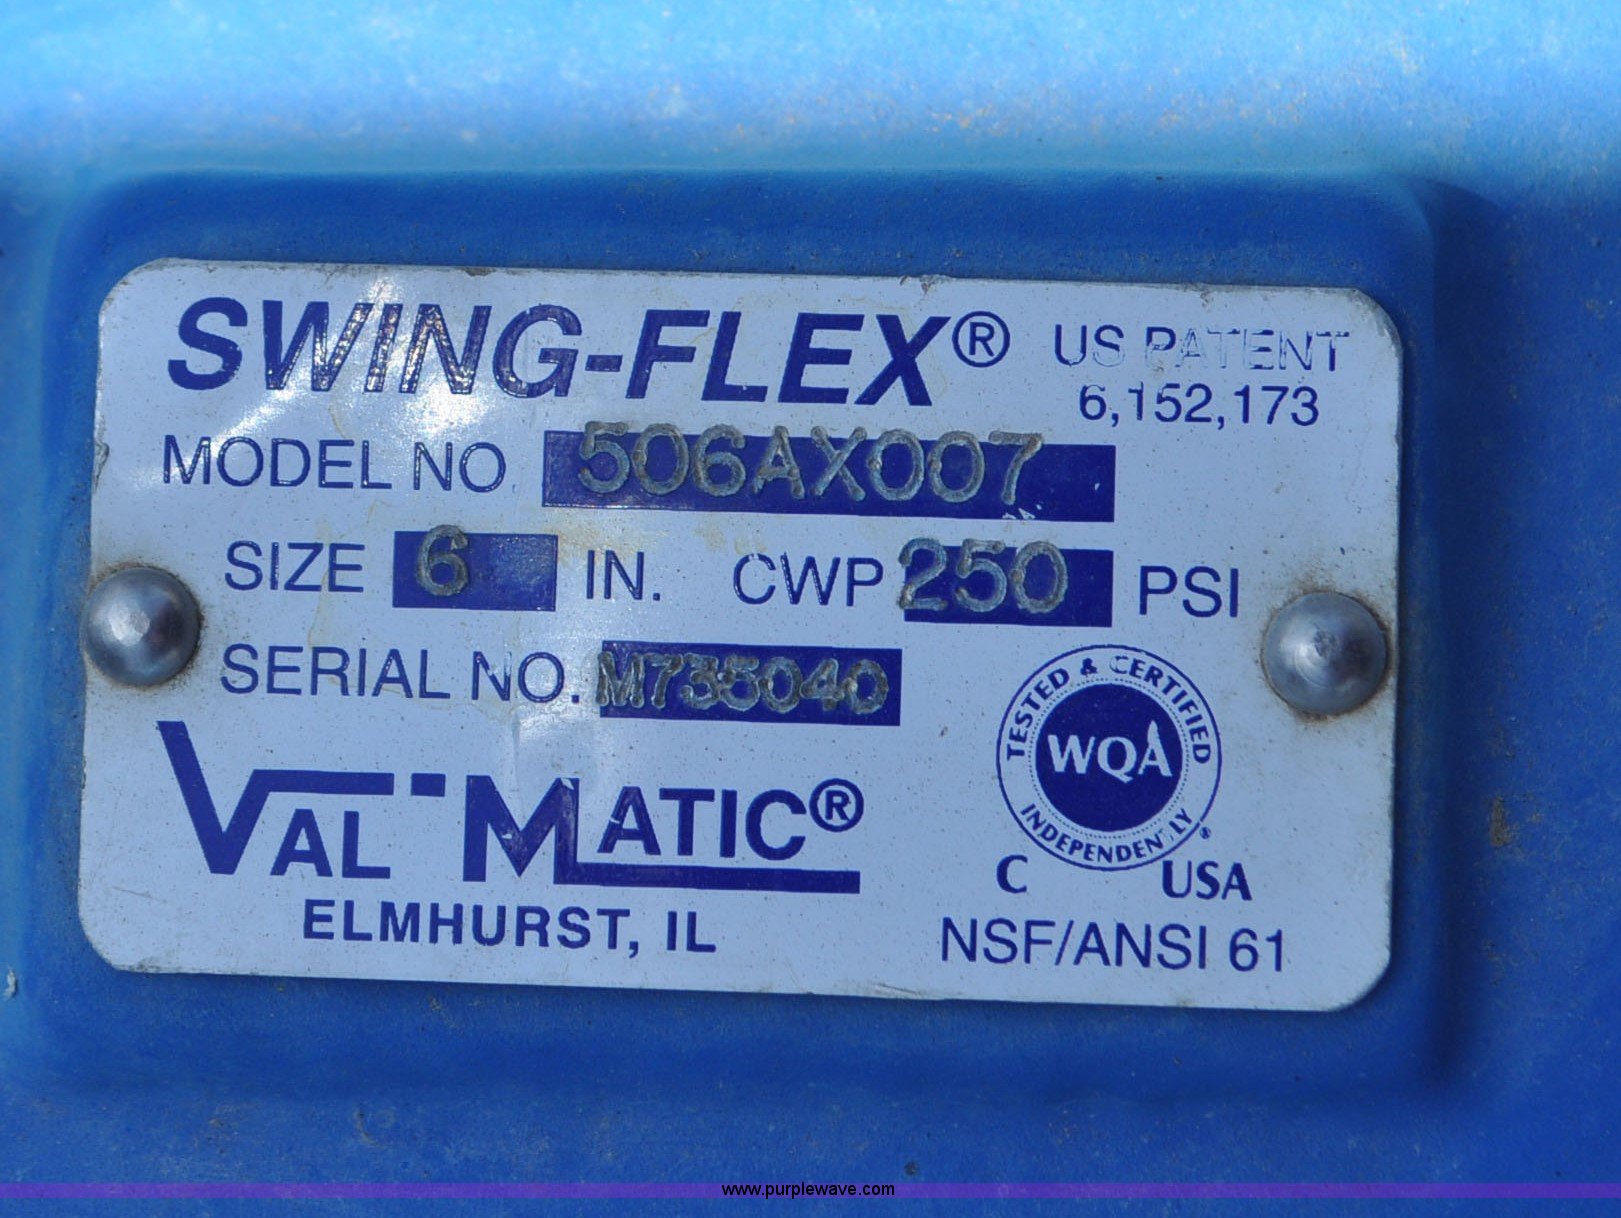 SWING-FLEX® US PATENT
6,152,173
MODEL NO 506AX007
SIZE 6 IN. CWP 250 PSI
SERIAL NO. M735040
TESTED & CERTIFIED
WQA
INDEPENDENTLY
VAL-MATIC®
C USA
ELMHURST, IL
NSF/ANSI 61
www.purplewave.com